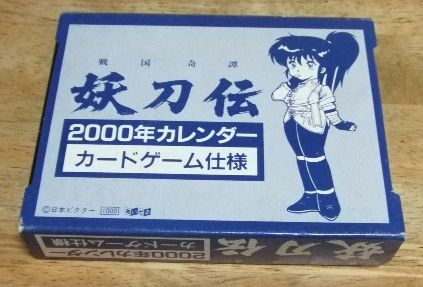 戦国奇譚
妖刀伝
2000年カレンダー
カードゲーム仕様
©日本ビクター
妖刀伝
2000年カレンダー
カードゲーム仕様